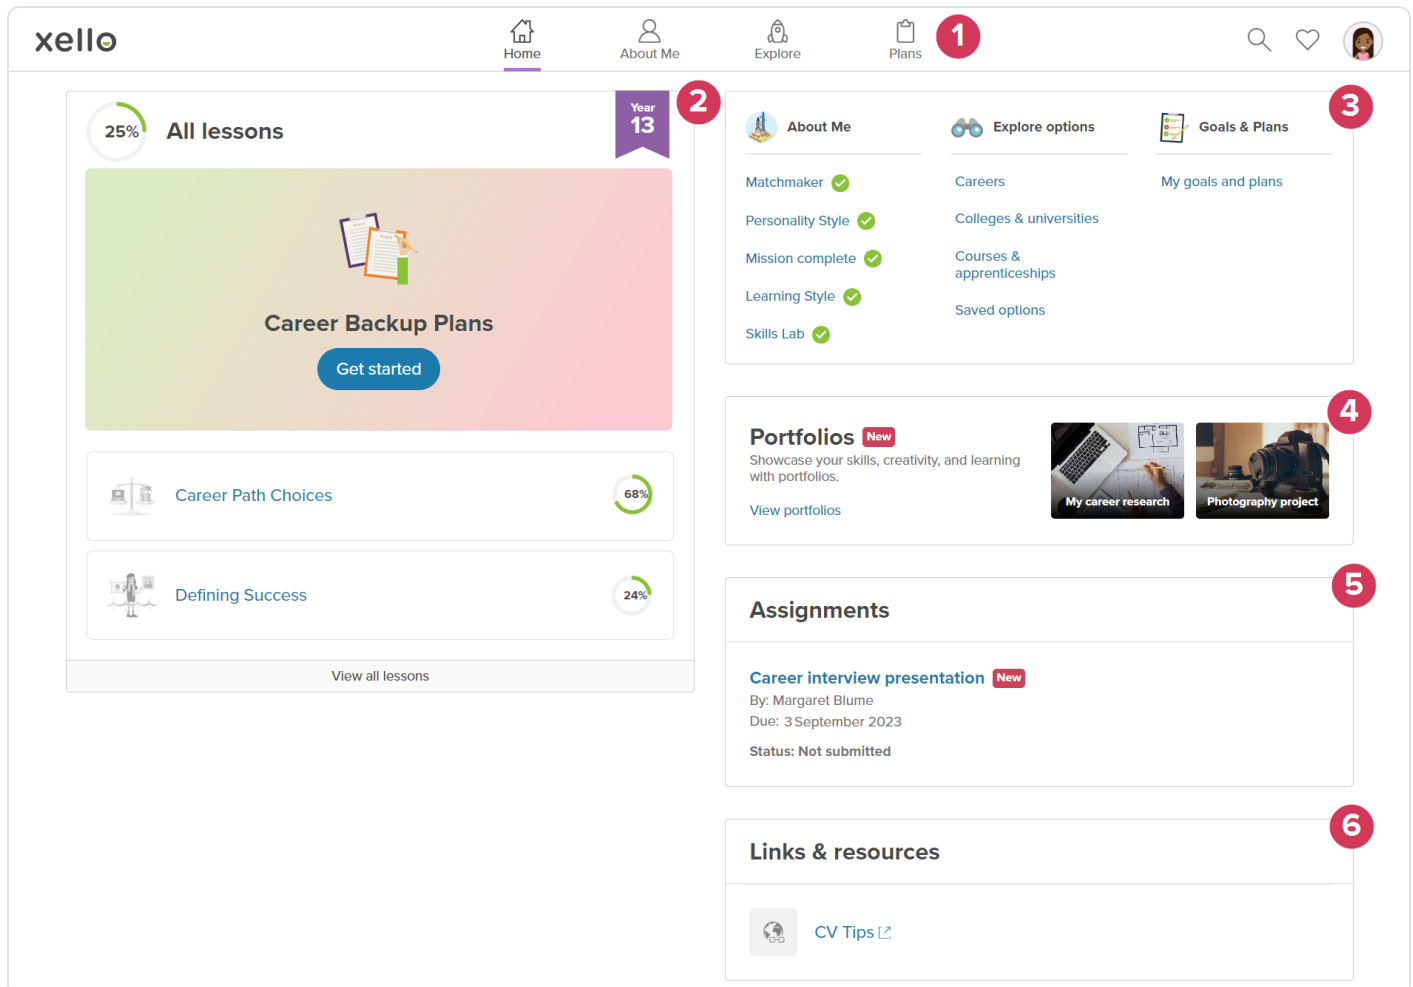 xello
Home
About Me
Explore
Plans
1
25%
All lessons
Year
13
2
Career Backup Plans
Get started
Career Path Choices
68%
Defining Success
24%
View all lessons
3
About Me
Matchmaker
Personality Style
Mission complete
Learning Style
Skills Lab
Explore options
Careers
Colleges & universities
Courses &
apprenticeships
Saved options
Goals & Plans
My goals and plans
4
Portfolios New
Showcase your skills, creativity, and learning
with portfolios.
View portfolios
My career research
Photography project
5
Assignments
Career interview presentation New
By: Margaret Blume
Due: 3 September 2023
Status: Not submitted
6
Links & resources
CV Tips